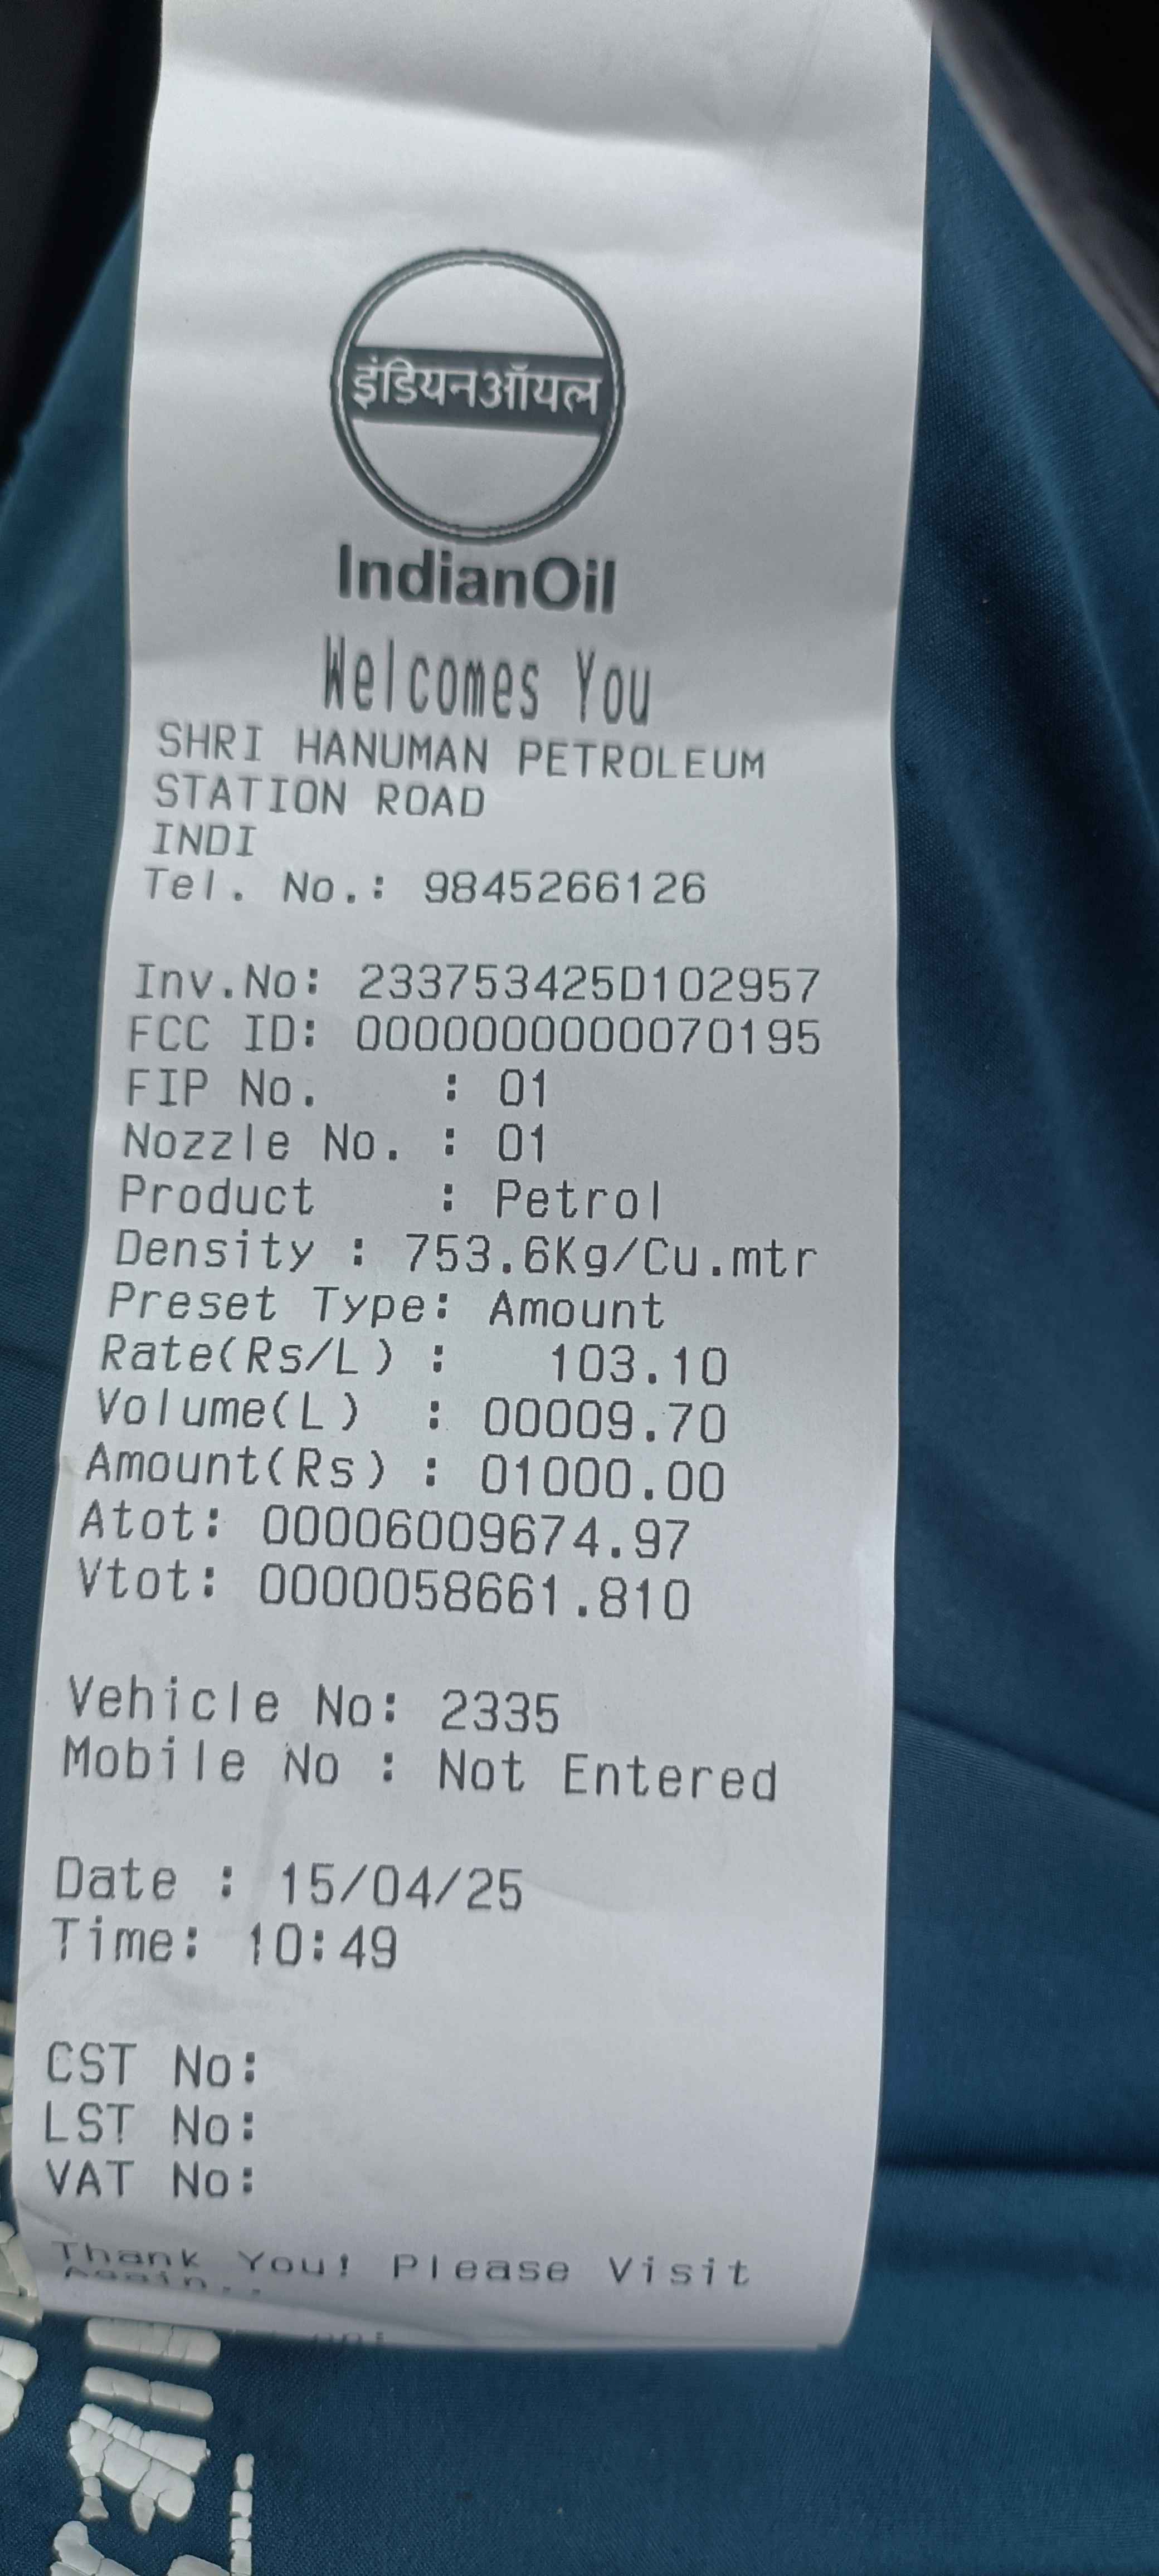 इंडियनऑयल
IndianOil
Welcomes You
SHRI HANUMAN PETROLEUM
STATION ROAD
INDI
Tel. No.: 9845266126
Inv.No: 233753425D102957
FCC ID: 0000000000070195
FIP No. : 01
Nozzle No. : 01
Product : Petrol
Density : 753.6Kg/Cu.mtr
Preset Type: Amount
Rate(Rs/L) : 103.10
Volume(L) : 00009.70
Amount(Rs) : 01000.00
Atot: 00006009674.97
Vtot: 0000058661.810
Vehicle No: 2335
Mobile No : Not Entered
Date : 15/04/25
Time: 10:49
CST No:
LST No:
VAT No:
Thank You! Please Visit
Again..